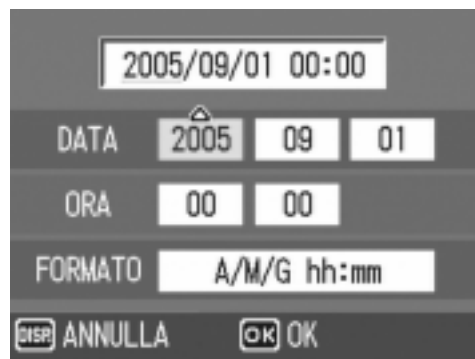 2005/09/01 00:00
DATA 2005 09 01
ORA 00 00
FORMATO A/M/G hh:mm
DISP. ANNULLA OK OK